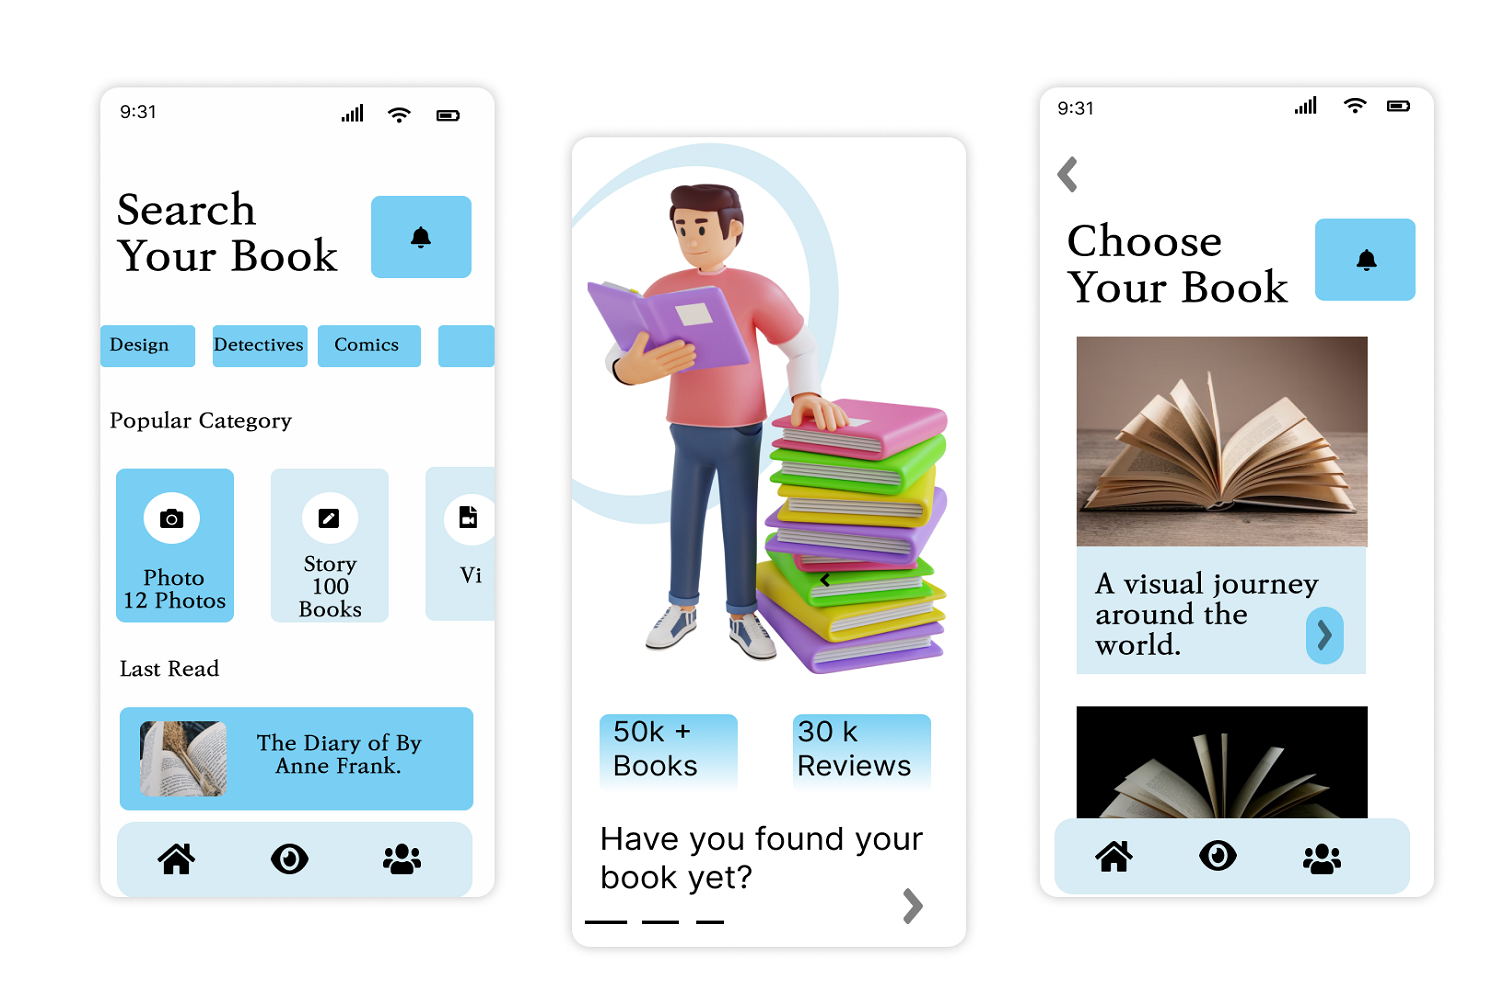 9:31
Search
Your Book
Design
Detectives
Comics
Popular Category
Photo
12 Photos
Story
100
Books
Vi
Last Read
The Diary of By
Anne Frank.
50k +
Books
30 k
Reviews
Have you found your
book yet?
9:31
Choose
Your Book
A visual journey
around the
world.